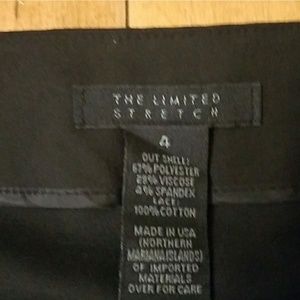 THE LIMITED
STRETCH
4
OUT SHELL:
67% POLYESTER
29% VISCOSE
4% SPANDEX
LACE:
100% COTTON
MADE IN USA
(NORTHERN
MARIANA ISLANDS)
OF IMPORTED
MATERIALS
OVER FOR CARE